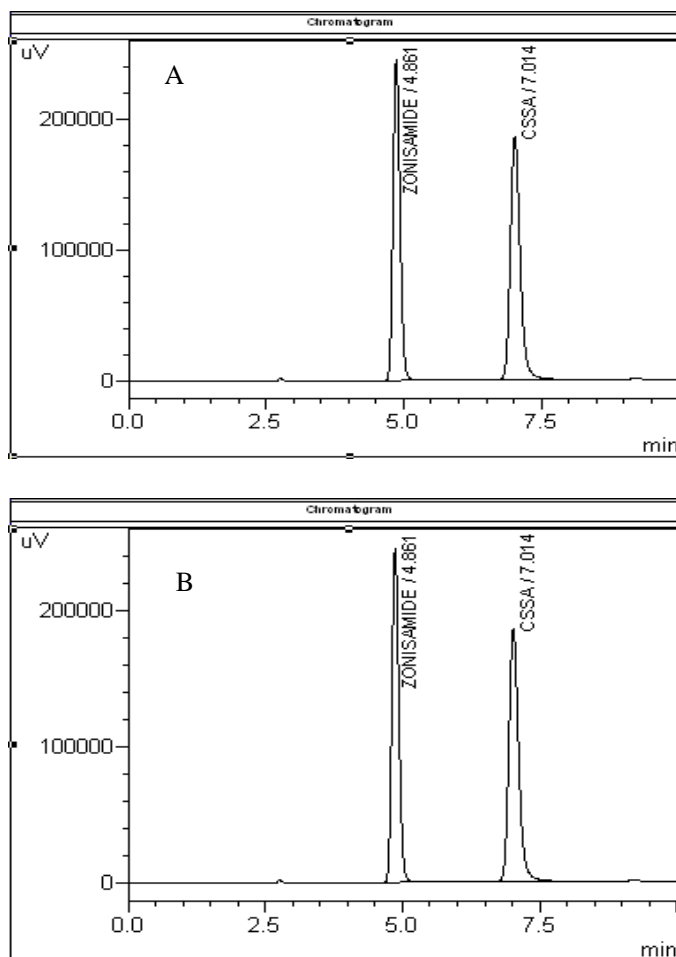 Chromatogram
uV
A
200000
100000
0
ZONISAMIDE / 4.861
CSSA / 7.014
0.0 2.5 5.0 7.5
min
Chromatogram
uV
B
200000
100000
0
ZONISAMIDE / 4.861
CSSA / 7.014
0.0 2.5 5.0 7.5
min